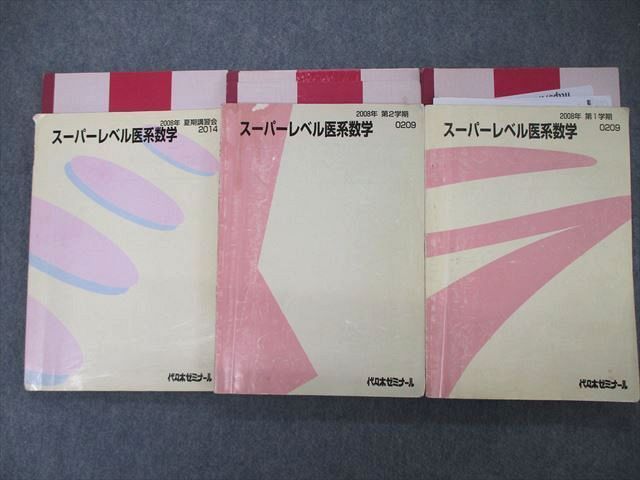 2008年 夏期講習会
スーパーレベル医系数学
2014
代々木ゼミナール
2008年 第2学期
スーパーレベル医系数学
0209
代々木ゼミナール
2008年 第1学期
スーパーレベル医系数学
0209
代々木ゼミナール